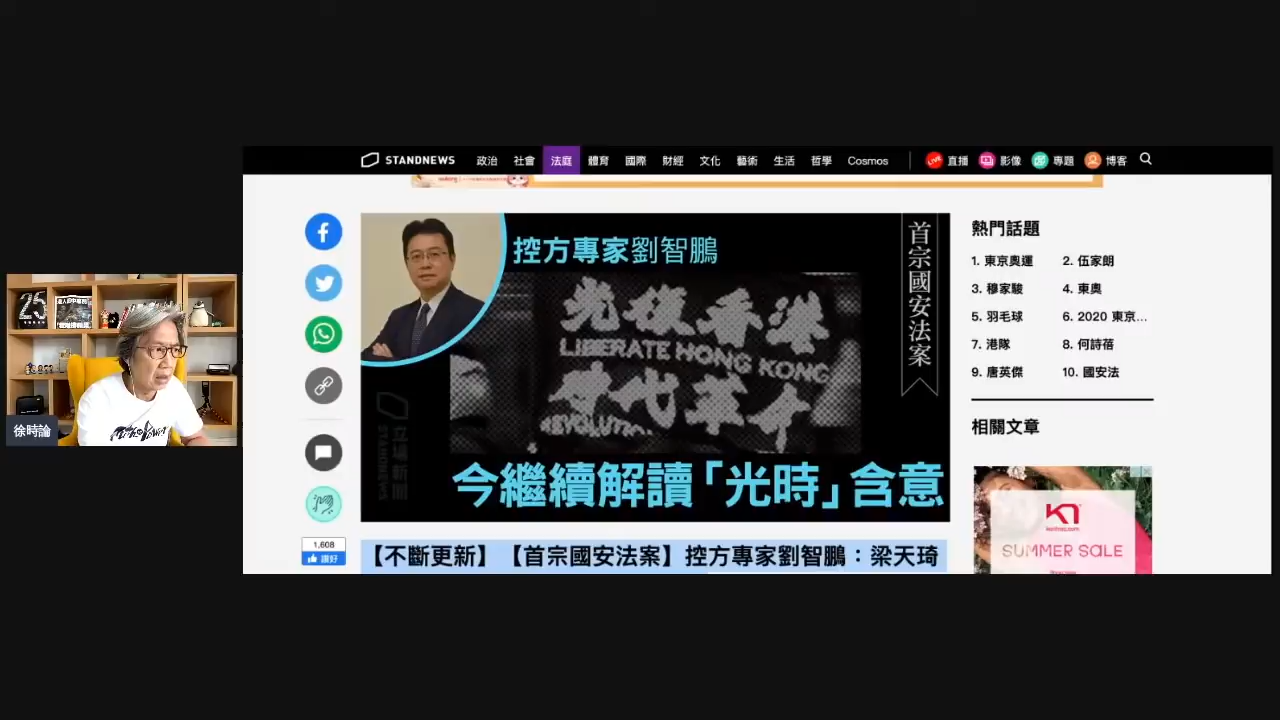 STANDNEWS 政治 社會 法庭 體育 國際 財經 文化 藝術 生活 哲學 Cosmos LIVE 直播 影像 專題 博客
首宗國安法案
控方專家劉智鵬
光復香港
LIBERATE HONG KONG
時代革命
REVOLUTION
立場新聞
STANDNEWS
今繼續解讀「光時」含意
1,608
讚好
【不斷更新】【首宗國安法案】控方專家劉智鵬：梁天琦
熱門話題
1. 東京奧運 2. 伍家朗
3. 穆家駿 4. 東奧
5. 羽毛球 6. 2020 東京...
7. 港隊 8. 何詩蓓
9. 唐英傑 10. 國安法
相關文章
SUMMER SALE
25
徐時論